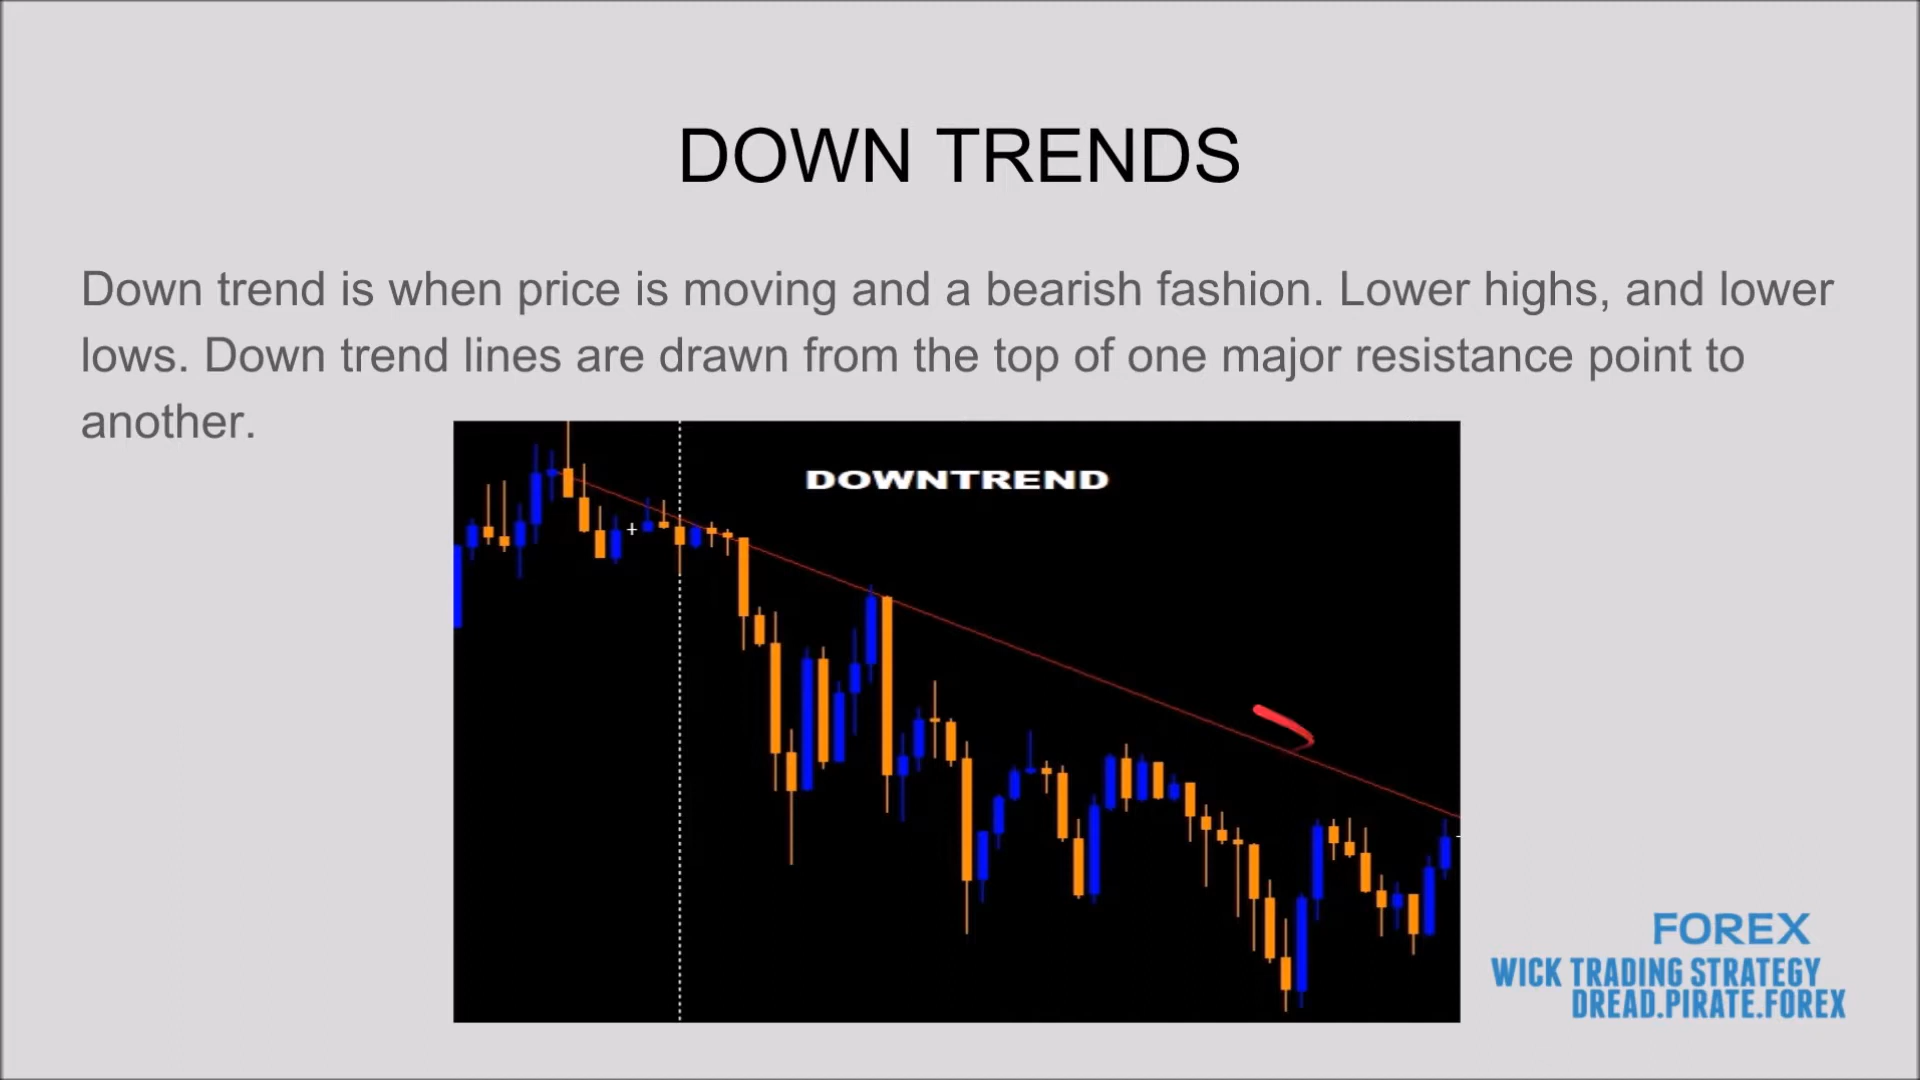 DOWN TRENDS
Down trend is when price is moving and a bearish fashion. Lower highs, and lower
lows. Down trend lines are drawn from the top of one major resistance point to
another.
DOWNTREND
FOREX
WICK TRADING STRATEGY
DREAD.PIRATE.FOREX